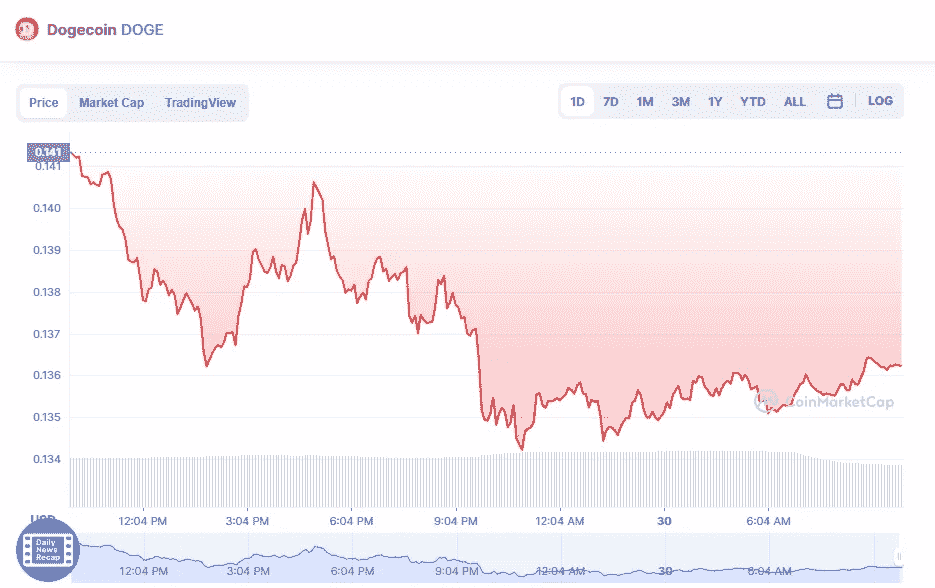 Dogecoin DOGE
Price Market Cap TradingView
1D 7D 1M 3M 1Y YTD ALL LOG
0.141
0.141
0.140
0.139
0.138
0.137
0.136
0.135
CoinMarketCap
0.134
USD
12:04 PM 3:04 PM 6:04 PM 9:04 PM 12:04 AM 30 6:04 AM
Daily
News
Recap
12:04 PM 3:04 PM 6:04 PM 9:04 PM 12:04 AM 30 6:04 AM